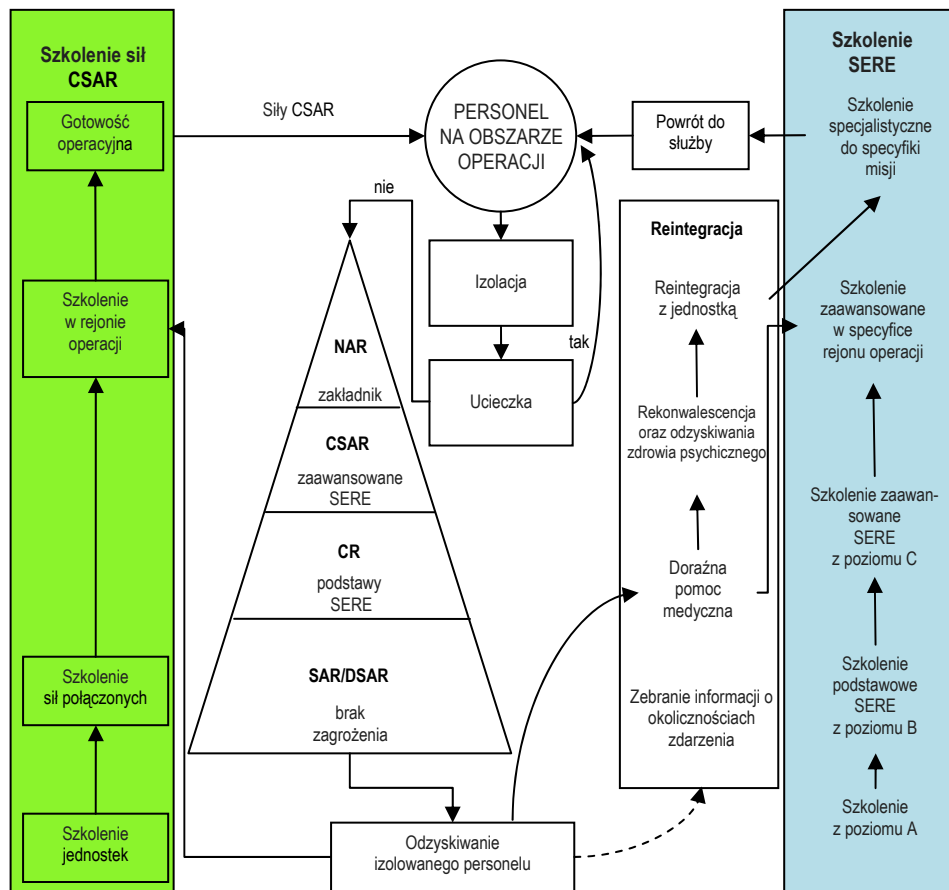 Szkolenie sił
CSAR
Gotowość
operacyjna
Szkolenie
w rejonie
operacji
Szkolenie
sił połączonych
Szkolenie
jednostek
Siły CSAR
PERSONEL
NA OBSZARZE
OPERACJI
nie
Izolacja
tak
Ucieczka
NAR
zakładnik
CSAR
zaawansowane
SERE
CR
podstawy
SERE
SAR/DSAR
brak
zagrożenia
Odzyskiwanie
izolowanego personelu
Powrót do
służby
Reintegracja
Reintegracja
z jednostką
Rekonwalescencja
oraz odzyskiwania
zdrowia psychicznego
Doraźna
pomoc
medyczna
Zebranie informacji o
okolicznościach
zdarzenia
Szkolenie
SERE
Szkolenie
specjalistyczne
do specyfiki
misji
Szkolenie
zaawansowane
w specyfice
rejonu operacji
Szkolenie zaawan-
sowane
SERE
z poziomu C
Szkolenie
podstawowe
SERE
z poziomu B
Szkolenie
z poziomu A